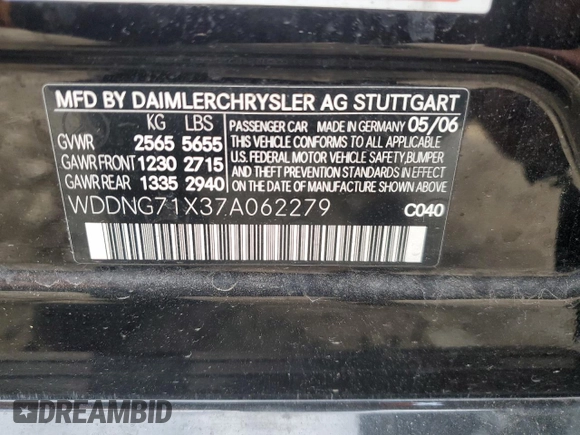 MFD BY DAIMLERCHRYSLER AG STUTTGART
KG LBS
GVWR 2565 5655
GAWR FRONT 1230 2715
GAWR REAR 1335 2940
PASSENGER CAR MADE IN GERMANY 05/06
THIS VEHICLE CONFORMS TO ALL APPLICABLE
U.S. FEDERAL MOTOR VEHICLE SAFETY, BUMPER
AND THEFT PREVENTION STANDARDS IN EFFECT
ON THE DATE OF MANUFACTURE SHOWN ABOVE.
WDDNG71X37A062279 C040
DREAMBID